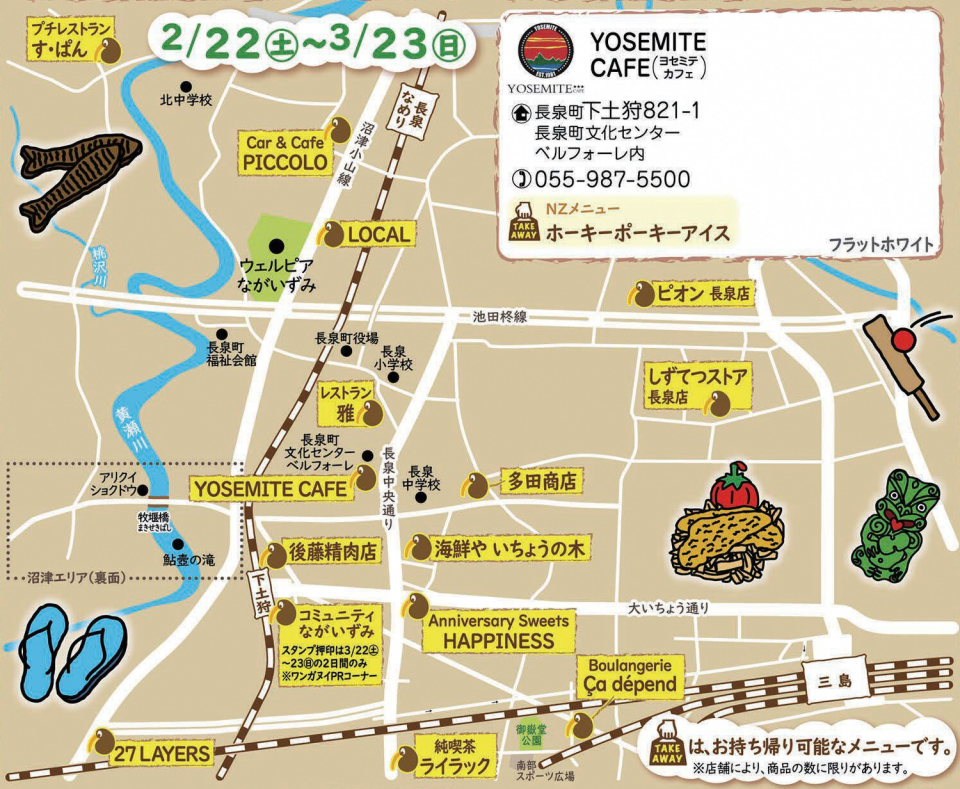 プチレストラン
す・ぱん
2/22㊏~3/23㊐
北中学校
Car & Cafe
PICCOLO
沼津小山線
長泉なめり
YOSEMITE
EST.1981
YOSEMITE CAFE
YOSEMITE
CAFE(ヨセミテカフェ)
長泉町下土狩821-1
長泉町文化センター
ベルフォーレ内
055-987-5500
TAKE AWAY
NZメニュー
ホーキーポーキーアイス
フラットホワイト
LOCAL
ウェルピア
ながいずみ
桃沢川
ピオン 長泉店
池田柊線
長泉町
福祉会館
長泉町役場
長泉
小学校
しずてつストア
長泉店
レストラン
雅
黄瀬川
長泉町
文化センター
ベルフォーレ
長泉中央通り
長泉
中学校
アリクイ
ショクドウ
YOSEMITE CAFE
多田商店
牧堰橋
まきせきばし
鮎壺の滝
沼津エリア(裏面)
後藤精肉店
海鮮や いちょうの木
下土狩
コミュニティ
ながいずみ
スタンプ押印は3/22㊏
~23㊐の2日間のみ
※ワンガヌイPRコーナー
Anniversary Sweets
HAPPINESS
大いちょう通り
Boulangerie
Ça dépend
三島
27 LAYERS
純喫茶
ライラック
御嶽堂
公園
南部
スポーツ広場
TAKE AWAY
は、お持ち帰り可能なメニューです。
※店舗により、商品の数に限りがあります。